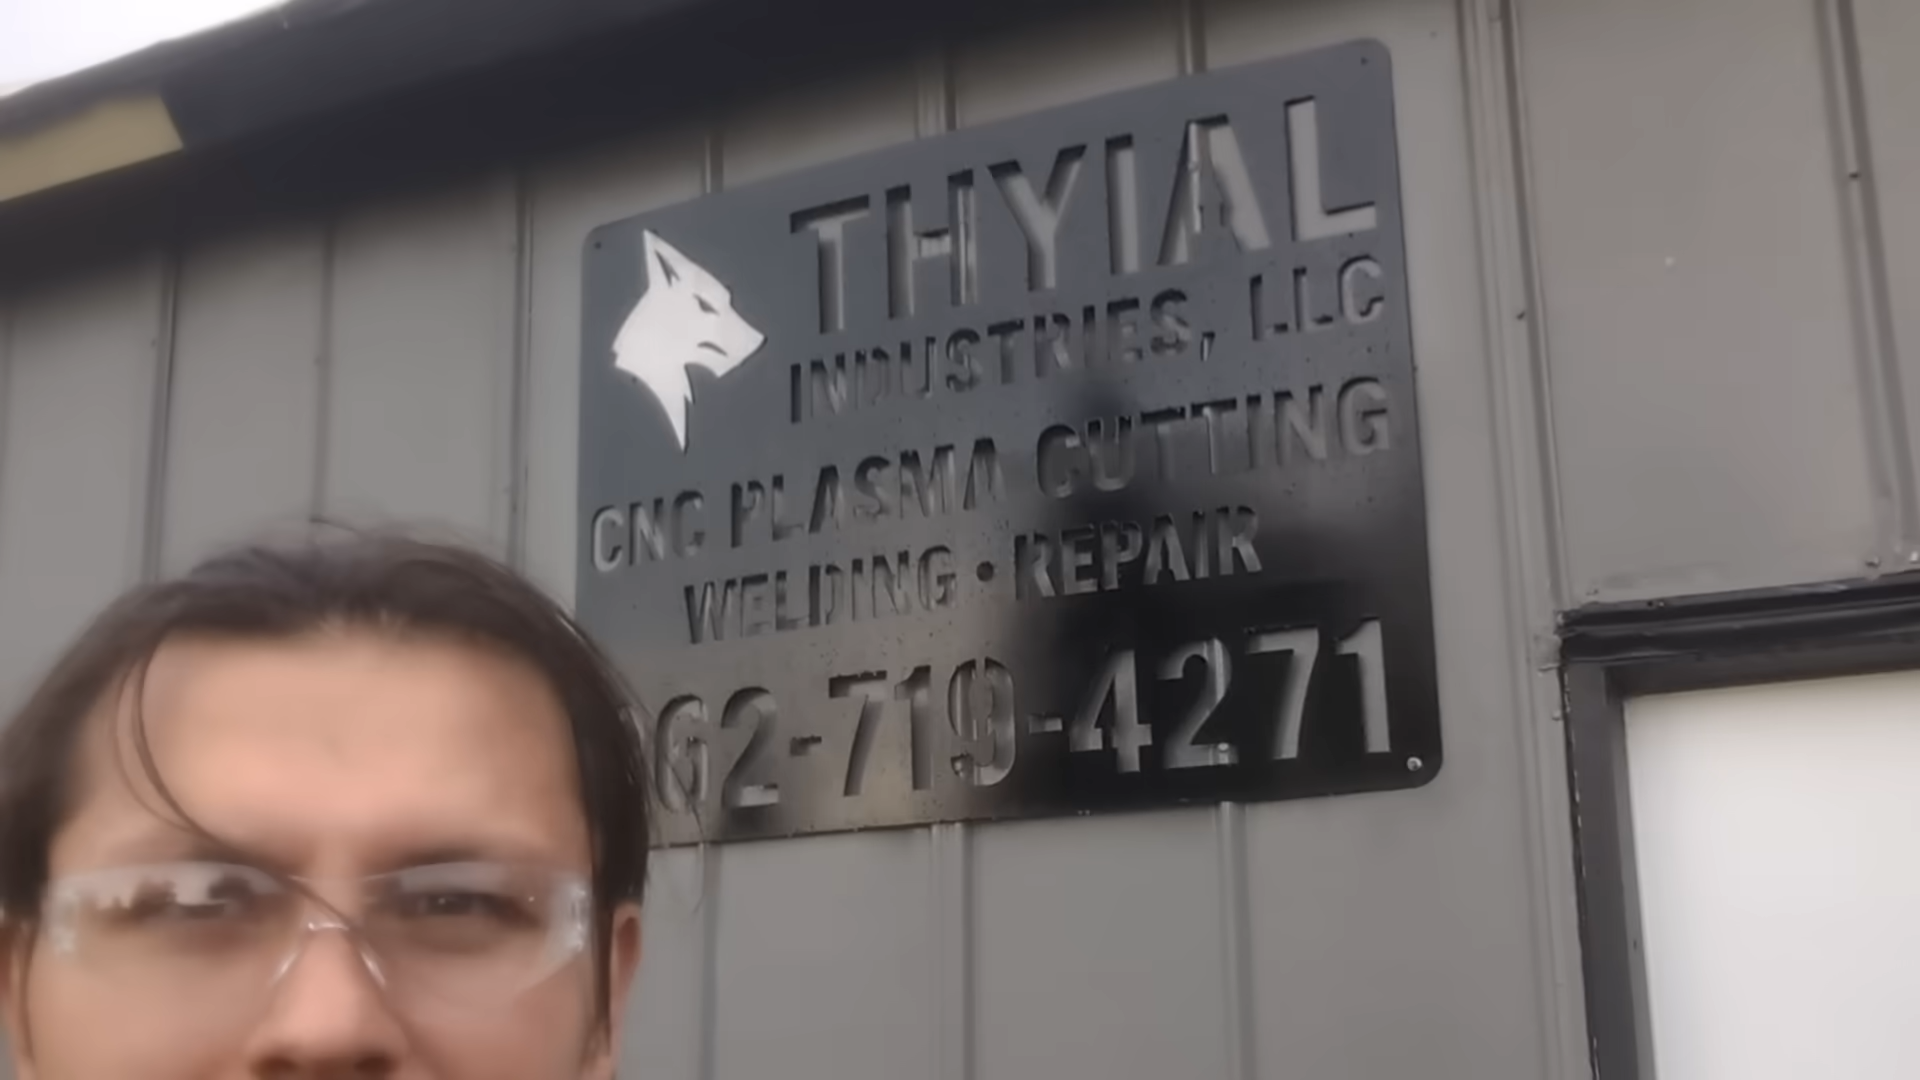 THYIAL
INDUSTRIES, LLC
CNC PLASMA CUTTING
WELDING • REPAIR
62-719-4271